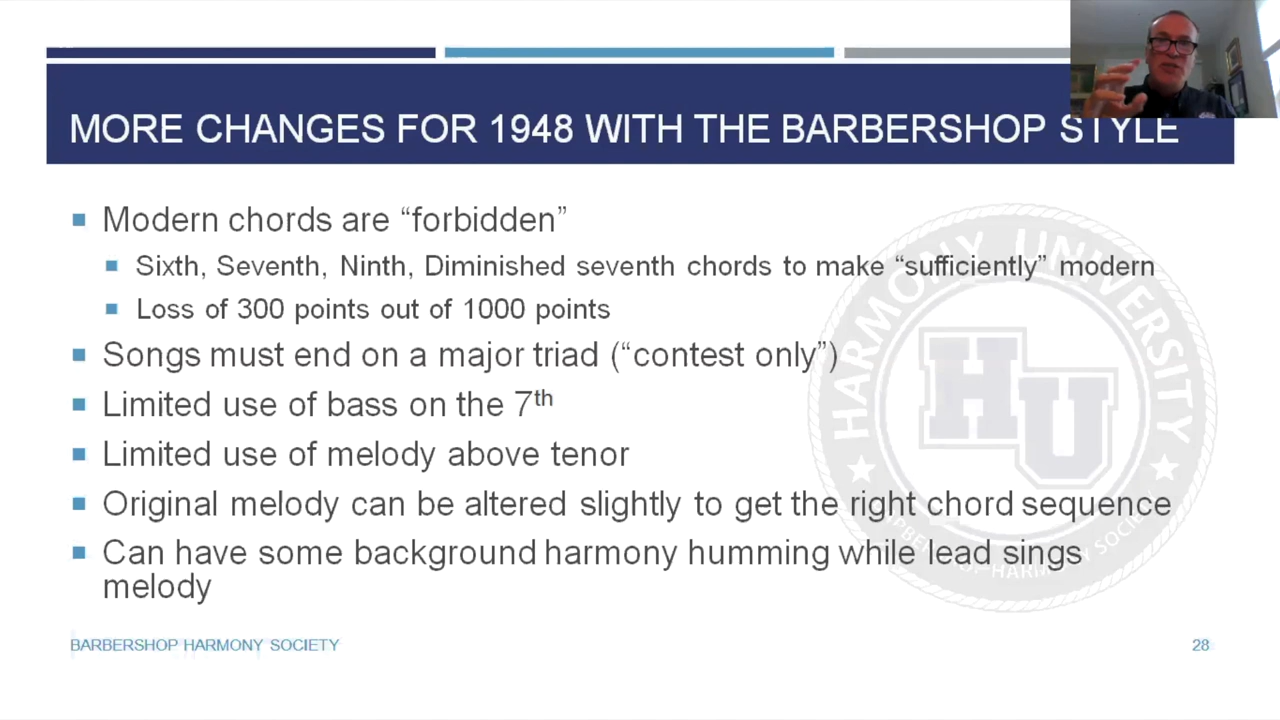 MORE CHANGES FOR 1948 WITH THE BARBERSHOP STYLE
Modern chords are “forbidden”
Sixth, Seventh, Ninth, Diminished seventh chords to make “sufficiently” modern
Loss of 300 points out of 1000 points
Songs must end on a major triad (“contest only”)
Limited use of bass on the 7th
Limited use of melody above tenor
Original melody can be altered slightly to get the right chord sequence
Can have some background harmony humming while lead sings
melody
HARMONY UNIVERSITY
HU
BARBERSHOP HARMONY SOCIETY
BARBERSHOP HARMONY SOCIETY
28